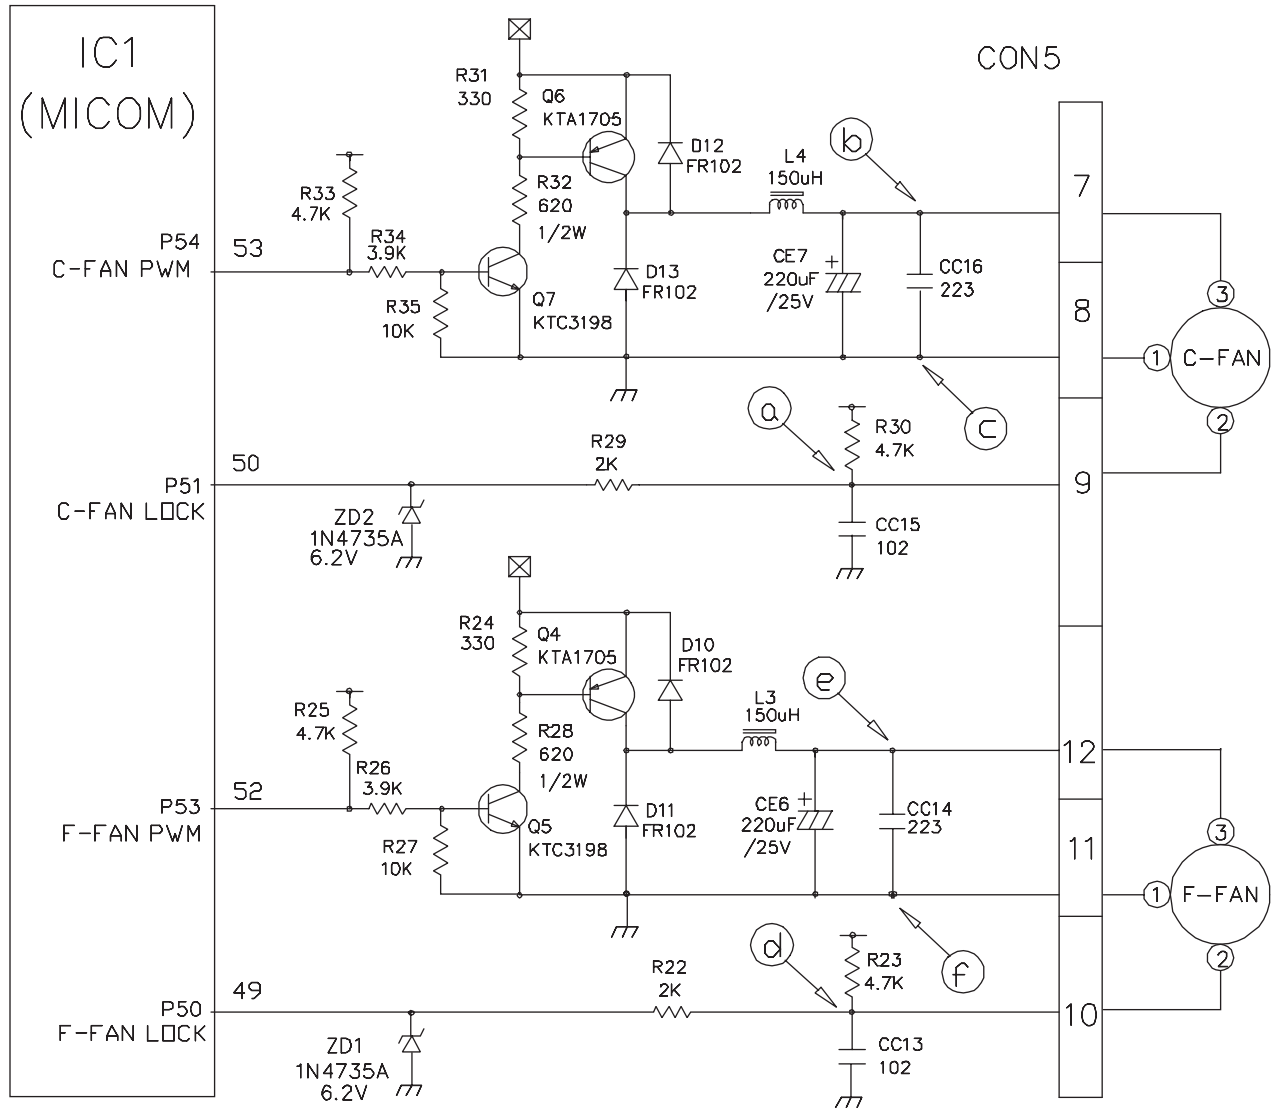 IC1
(MICOM)
CON5
R31
330
Q6
KTA1705
D12
FR102
b
L4
150uH
7
R33
4.7K
R32
620
1/2W
P54
C-FAN PWM
53
R34
3.9K
D13
FR102
CE7
+
220uF
/25V
CC16
223
3
R35
10K
Q7
KTC3198
8
1
C-FAN
2
a
c
R30
4.7K
50
R29
2K
P51
C-FAN LOCK
9
ZD2
1N4735A
6.2V
CC15
102
R24
330
Q4
KTA1705
D10
FR102
e
L3
150uH
R25
4.7K
R28
620
1/2W
12
P53
F-FAN PWM
52
R26
3.9K
D11
FR102
CE6
+
220uF
/25V
CC14
223
3
R27
10K
Q5
KTC3198
11
1
F-FAN
2
d
f
R23
4.7K
49
R22
2K
P50
F-FAN LOCK
10
ZD1
1N4735A
6.2V
CC13
102